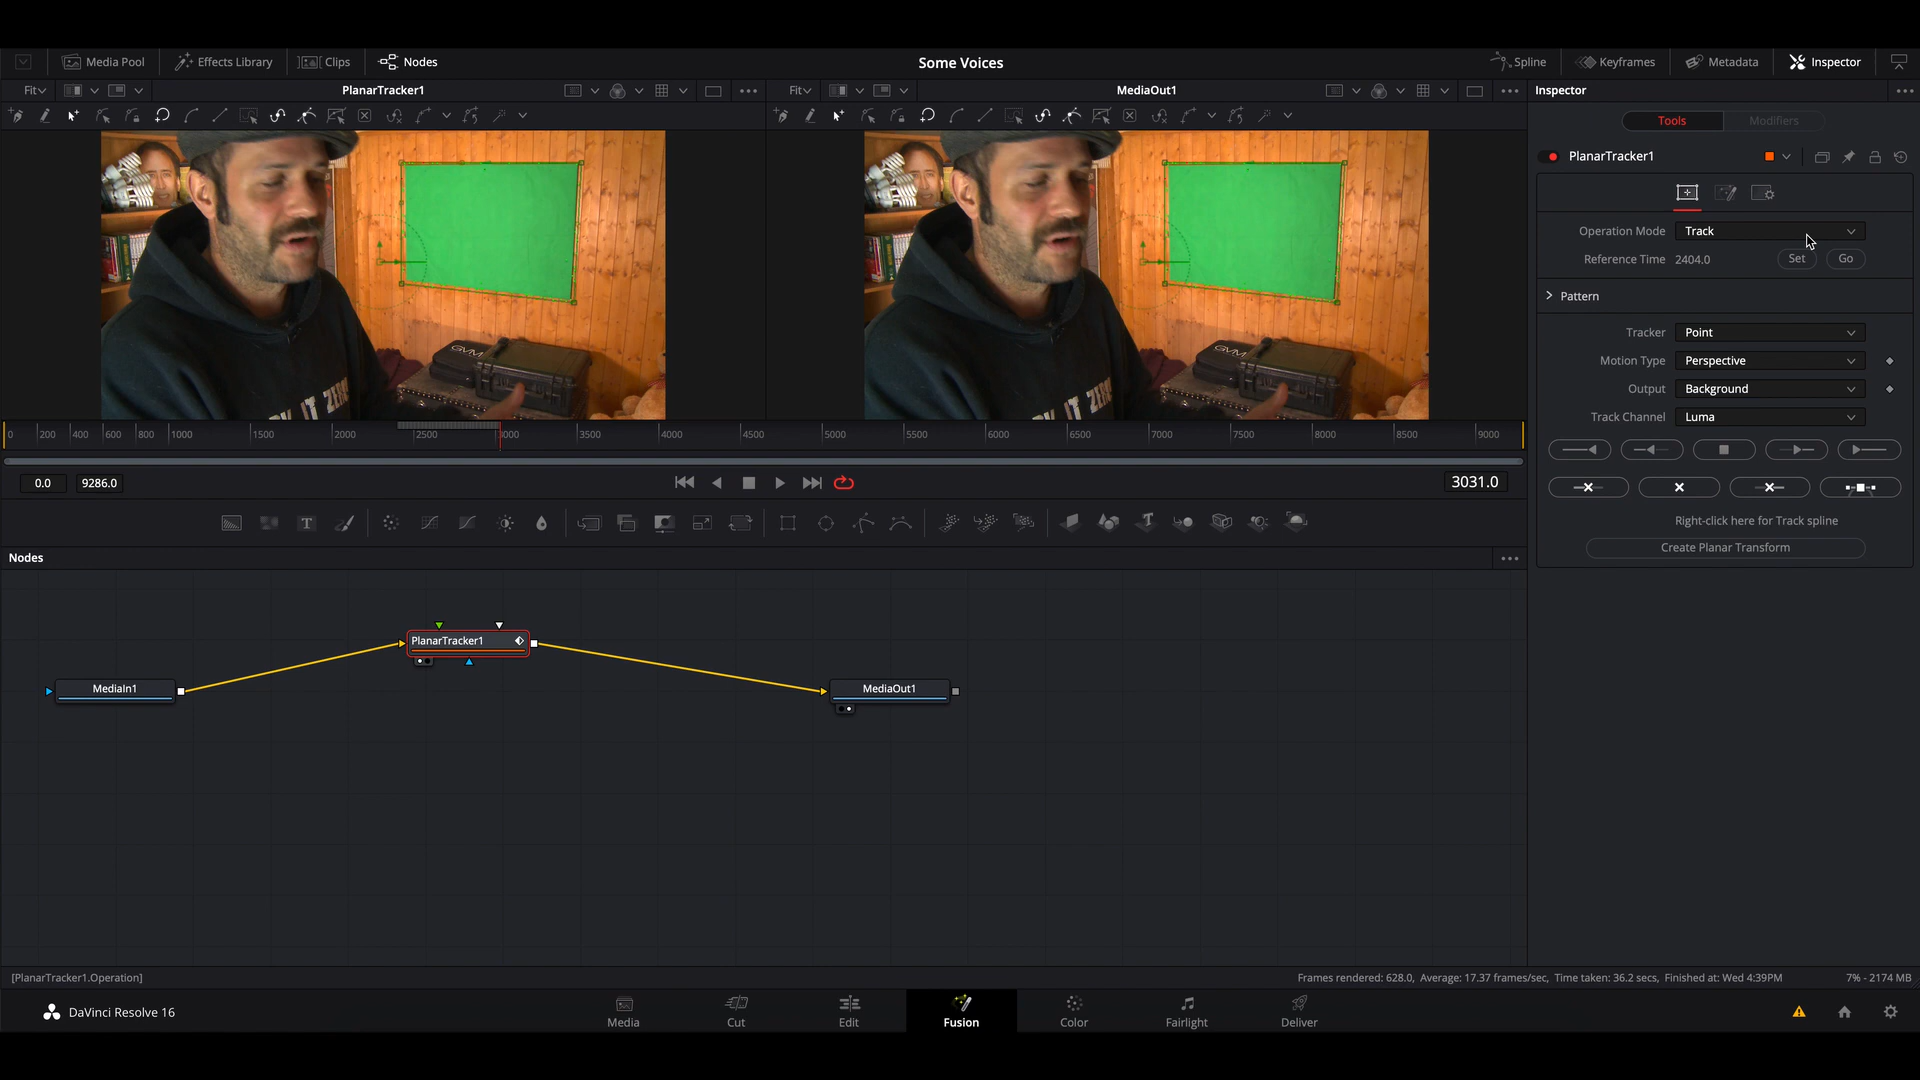 Media Pool Effects Library Clips Nodes Some Voices Spline Keyframes Metadata Inspector
Fit PlanarTracker1 Fit MediaOut1 Inspector
Tools Modifiers
PlanarTracker1
Operation Mode Track
Reference Time 2404.0 Set Go
Pattern
Tracker Point
Motion Type Perspective
Output Background
Track Channel Luma
Right-click here for Track spline
Create Planar Transform
GVM
0 200 400 600 800 1000 1500 2000 2500 3000 3500 4000 4500 5000 5500 6000 6500 7000 7500 8000 8500 9000
0.0 9286.0 3031.0
T T
Nodes
PlanarTracker1
MediaIn1 MediaOut1
[PlanarTracker1.Operation] Frames rendered: 628.0, Average: 17.37 frames/sec, Time taken: 36.2 secs, Finished at: Wed 4:39PM 7% - 2174 MB
DaVinci Resolve 16 Media Cut Edit Fusion Color Fairlight Deliver